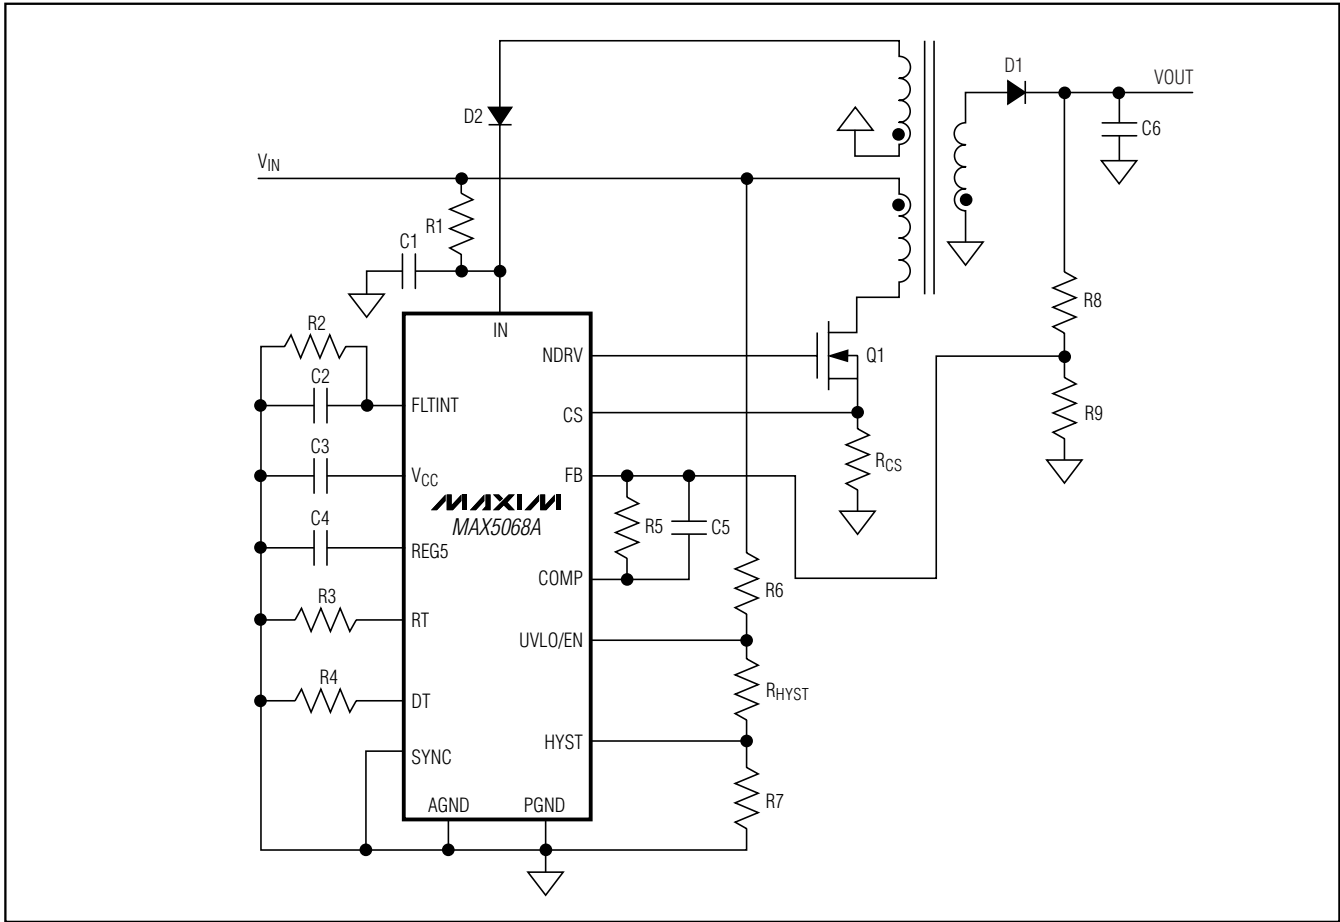 D1
VOUT
D2
C6
VIN
R1
C1
R8
R2
IN
NDRV
Q1
C2
FLTINT
CS
R9
C3
RCS
VCC
FB
MAXIM
MAX5068A
R5
C5
C4
REG5
COMP
R6
R3
RT
UVLO/EN
R4
RHYST
DT
HYST
SYNC
R7
AGND
PGND